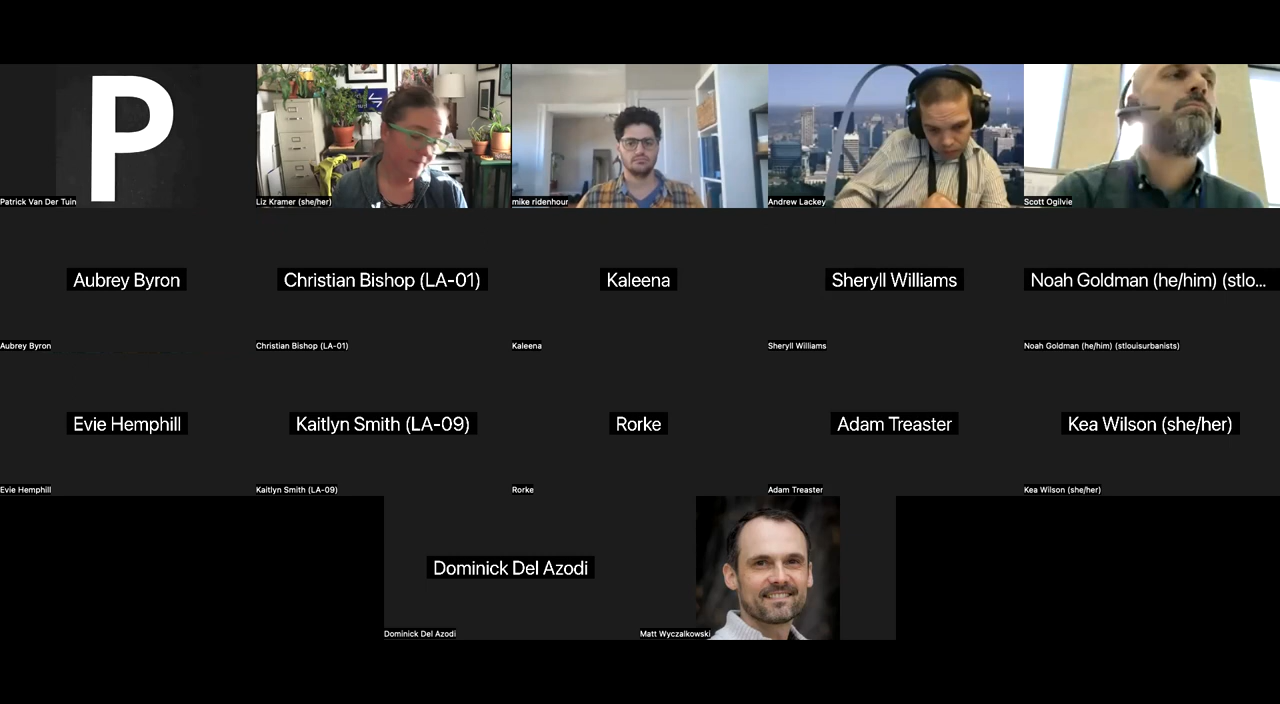 P
Patrick Van Der Tuin
Liz Kramer (she/her)
mike ridenhour
Andrew Lackey
Scott Ogilvie
Aubrey Byron
Christian Bishop (LA-01)
Kaleena
Sheryll Williams
Noah Goldman (he/him) (stlo...
Aubrey Byron
Christian Bishop (LA-01)
Kaleena
Sheryll Williams
Noah Goldman (he/him) (stlouisurbanists)
Evie Hemphill
Kaitlyn Smith (LA-09)
Rorke
Adam Treaster
Kea Wilson (she/her)
Evie Hemphill
Kaitlyn Smith (LA-09)
Rorke
Adam Treaster
Kea Wilson (she/her)
Dominick Del Azodi
Dominick Del Azodi
Matt Wyczalkowski